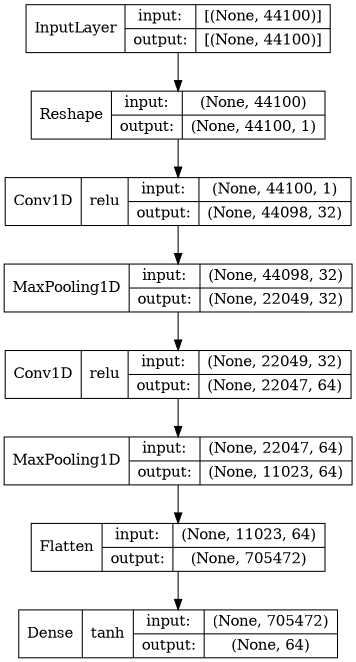 InputLayer input: [(None, 44100)]
output: [(None, 44100)]
Reshape input: (None, 44100)
output: (None, 44100, 1)
Conv1D relu input: (None, 44100, 1)
output: (None, 44098, 32)
MaxPooling1D input: (None, 44098, 32)
output: (None, 22049, 32)
Conv1D relu input: (None, 22049, 32)
output: (None, 22047, 64)
MaxPooling1D input: (None, 22047, 64)
output: (None, 11023, 64)
Flatten input: (None, 11023, 64)
output: (None, 705472)
Dense tanh input: (None, 705472)
output: (None, 64)